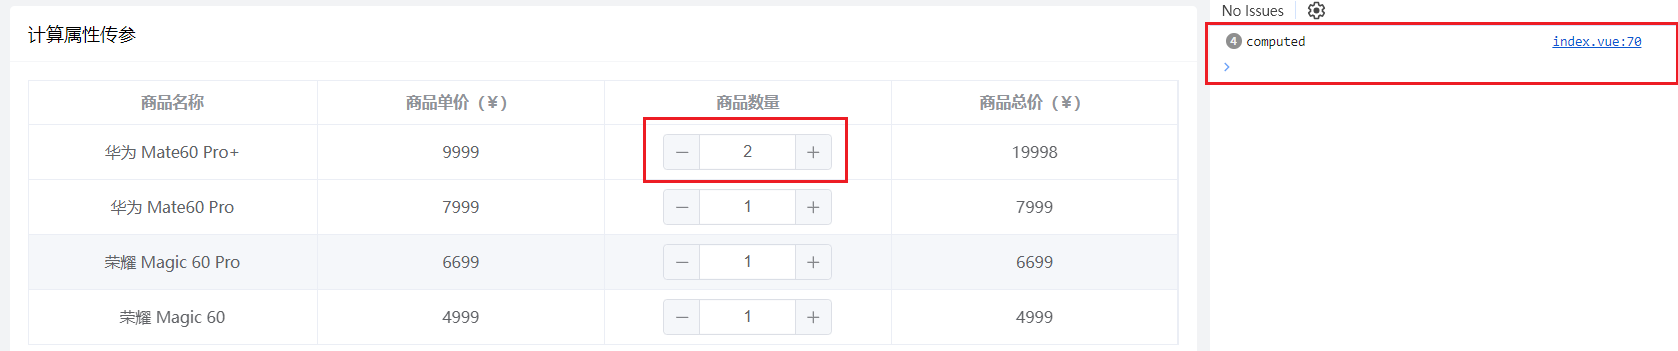 计算属性传参
商品名称 商品单价（¥） 商品数量 商品总价（¥）
华为 Mate60 Pro+ 9999 2 19998
华为 Mate60 Pro 7999 1 7999
荣耀 Magic 60 Pro 6699 1 6699
荣耀 Magic 60 4999 1 4999
No Issues
4 computed index.vue:70